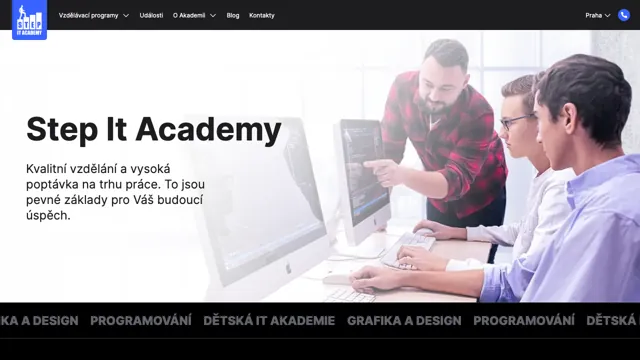 STEP
IT ACADEMY
Vzdělávací programy
Události
O Akademii
Blog
Kontakty
Praha
Step It Academy
Kvalitní vzdělání a vysoká
poptávka na trhu práce. To jsou
pevné základy pro Váš budoucí
úspěch.
IKA A DESIGN PROGRAMOVÁNÍ DĚTSKÁ IT AKADEMIE GRAFIKA A DESIGN PROGRAMOVÁNÍ DĚTSKÁ